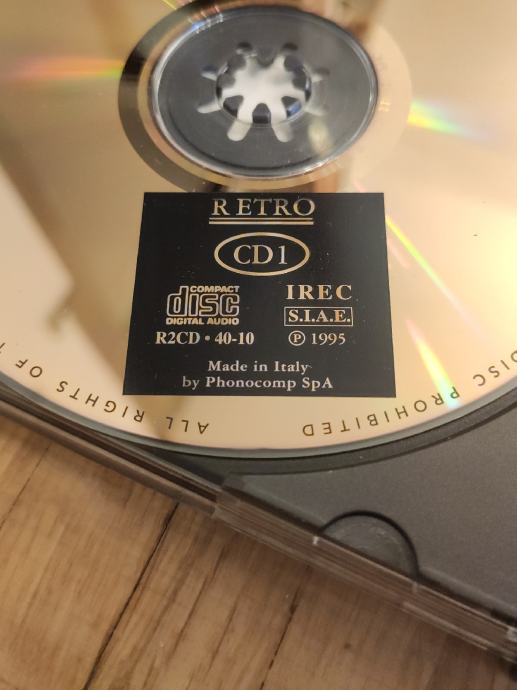 RETRO
CD1
COMPACT
disc
DIGITAL AUDIO
IREC
S.I.A.E.
R2CD • 40-10
℗ 1995
Made in Italy
by Phonocomp SpA
ALL RIGHTS OF
DISC PROHIBITED